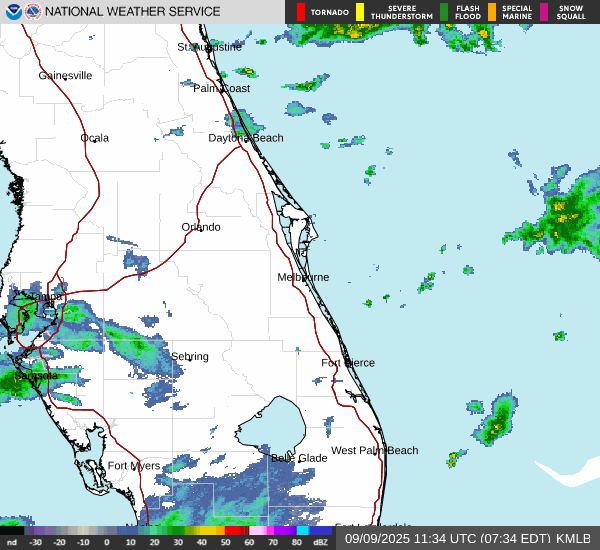 NATIONAL WEATHER SERVICE
TORNADO
SEVERE
THUNDERSTORM
FLASH
FLOOD
SPECIAL
MARINE
SNOW
SQUALL
St. Augustine
Gainesville
Palm Coast
Ocala
Daytona Beach
Orlando
Melbourne
Tampa
Sebring
Fort Pierce
Sarasota
West Palm Beach
Belle Glade
Fort Myers
nd -30 -20 -10 0 10 20 30 40 50 60 70 80 dBZ
09/09/2025 11:34 UTC (07:34 EDT) KMLB